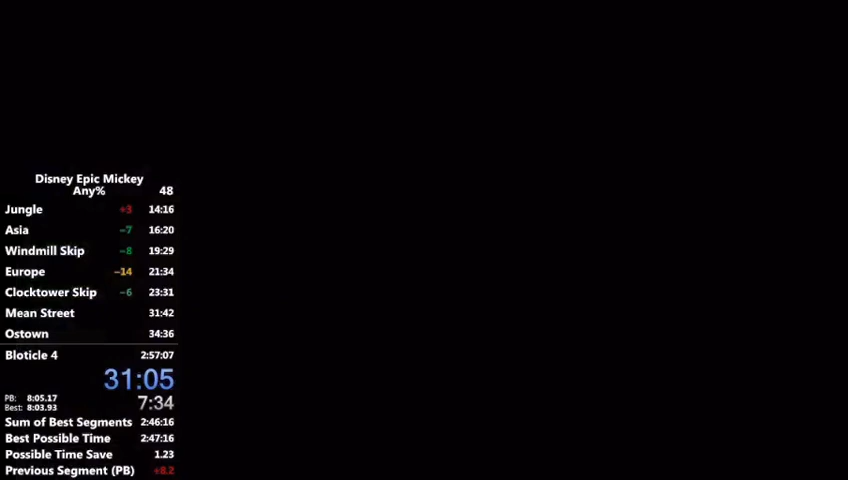 Disney Epic Mickey
Any% 48
Jungle +3 14:16
Asia −7 16:20
Windmill Skip −8 19:29
Europe −14 21:34
Clocktower Skip −6 23:31
Mean Street 31:42
Ostown 34:36
Bloticle 4 2:57:07
31:05
PB: 8:05.17
Best: 8:03.93
7:34
Sum of Best Segments 2:46:16
Best Possible Time 2:47:16
Possible Time Save 1.23
Previous Segment (PB) +8.2